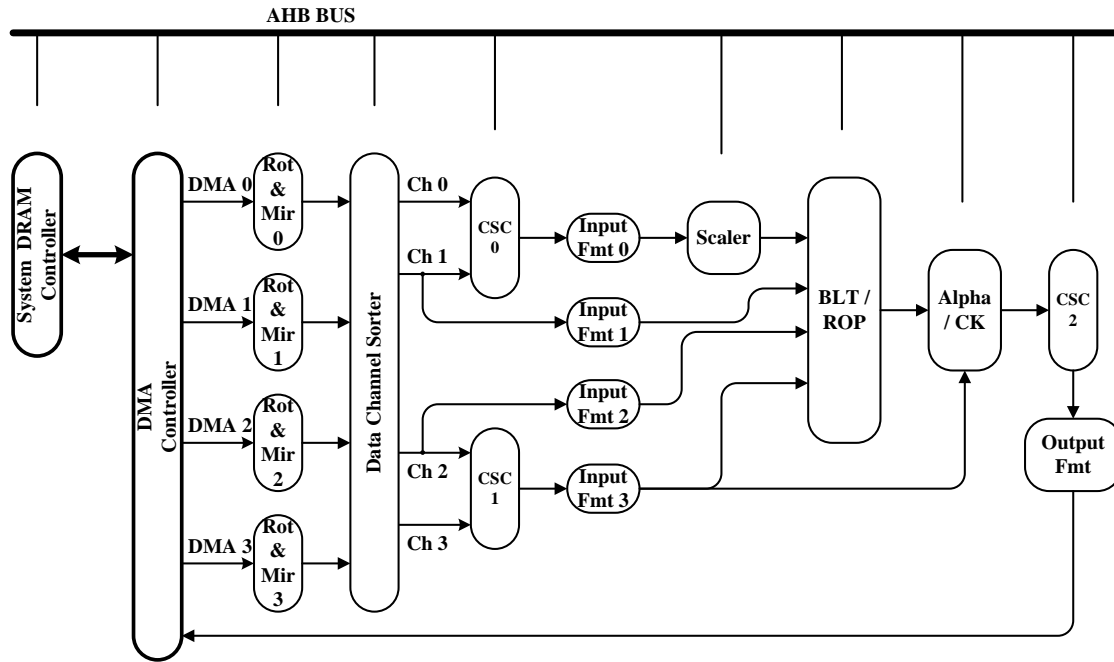 AHB BUS
System DRAM
Controller
DMA
Controller
DMA 0
DMA 1
DMA 2
DMA 3
Rot
&
Mir
0
Rot
&
Mir
1
Rot
&
Mir
2
Rot
&
Mir
3
Data Channel Sorter
Ch 0
Ch 1
Ch 2
Ch 3
CSC
0
CSC
1
Input
Fmt 0
Input
Fmt 1
Input
Fmt 2
Input
Fmt 3
Scaler
BLT /
ROP
Alpha
/ CK
CSC
2
Output
Fmt